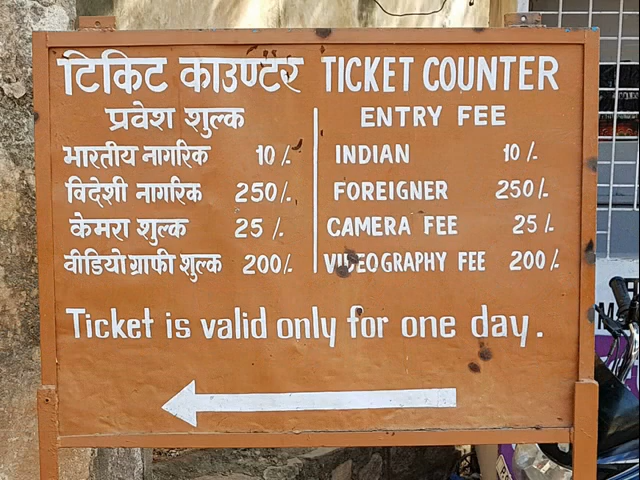 टिकिट काउण्टर TICKET COUNTER
प्रवेश शुल्क
भारतीय नागरिक 10/-
विदेशी नागरिक 250/-
केमरा शुल्क 25/-
वीडियोग्राफी शुल्क 200/-
ENTRY FEE
INDIAN 10/-
FOREIGNER 250/-
CAMERA FEE 25/-
VIDEOGRAPHY FEE 200/-
Ticket is valid only for one day.